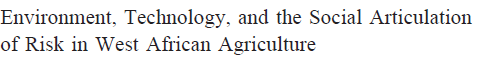 Environment, Technology, and the Social Articulation
of Risk in West African Agriculture